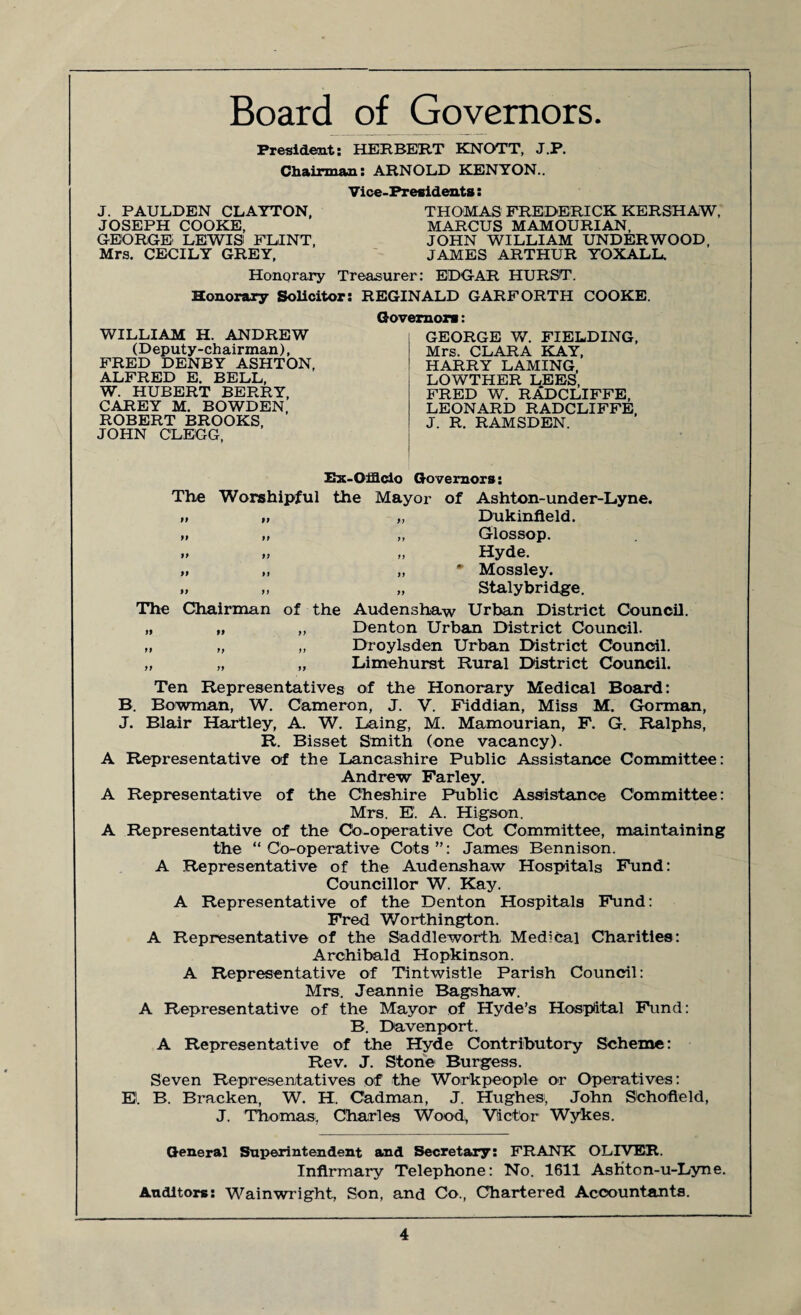 Board of Governors.
President: HERBERT KNOTT, J.P.
Chairman: ARNOLD KENYON..
Vice-Presidents:
J. PAULDEN CLAYTON,
JOSEPH COOKE,
GEORGE LEWIS FLINT,
Mrs. CECILY GREY,
THOMAS FREDERICK KERSHAW,
MARCUS MAMOURIAN,
JOHN WILLIAM UNDERWOOD,
JAMES ARTHUR YOXALL.
Honorary Treasurer: EDGAR HURST.
Honorary Solicitor: REGINALD GARFORTH COOKE.
Governors:
WILLIAM H. ANDREW
(Deputy-chairman),
FRED DENBY ASHTON,
ALFRED E. BELL,
W. HUBERT BERRY,
CAREY M. BOWDEN,
ROBERT BROOKS,
JOHN CLEGG,
GEORGE W. FIELDING,
Mrs. CLARA KAY,
HARRY LAMING,
LOWTHER LEES,
FRED W. RADCLIFFE,
LEONARD RADCLIFFE,
J. R. RAMSDEN.
Ex-Officio Governors:
The Worshipful the Mayor of Ashton-under-Lyne.
„ „ „ Dukinfield.
„ „ „ Glossop.
„ „ „ Hyde.
„ „ „ Mossley.
„ „ „ Stalybridge.
The Chairman of the Audenshaw Urban District Council.
„ „ „ Denton Urban District Council.
„ „ „ Droylsden Urban District Council.
„ „ „ Limehurst Rural District Council.
Ten Representatives of the Honorary Medical Board:
B. Bowman, W. Cameron, J. V. Fiddian, Miss M. Gorman,
J. Blair Hartley, A. W. Laing, M. Mamourian, F. G. Ralphs,
R. Bisset Smith (one vacancy).
A Representative of the Lancashire Public Assistance Committee:
Andrew Farley.
A Representative of the Cheshire Public Assistance Committee:
Mrs. E. A. Higson.
A Representative of the Co-operative Cot Committee, maintaining
the “ Co-operative Cots ”: James Bennison.
A Representative of the Audenshaw Hospitals Fund:
Councillor W. Kay.
A Representative of the Denton Hospitals Fund:
Fred Worthington.
A Representative of the Saddleworth Medical Charities:
Archibald Hopkinson.
A Representative of Tintwistle Parish Council:
Mrs. Jeannie Bagshaw.
A Representative of the Mayor of Hyde's Hospital Fund:
B. Davenport.
A Representative of the Hyde Contributory Scheme:
Rev. J. Stone Burgess.
Seven Representatives of the Workpeople or Operatives:
E. B. Bracken, W. H. Cadman, J. Hughes, John Schofield,
J. Thomas, Charles Wood, Victor Wykes.
General Superintendent and Secretary: FRANK OLIVER.
Infirmary Telephone: No. 1611 Ashton-u-Lyne.
Auditors: Wainwright, Son, and Co., Chartered Accountants.
4